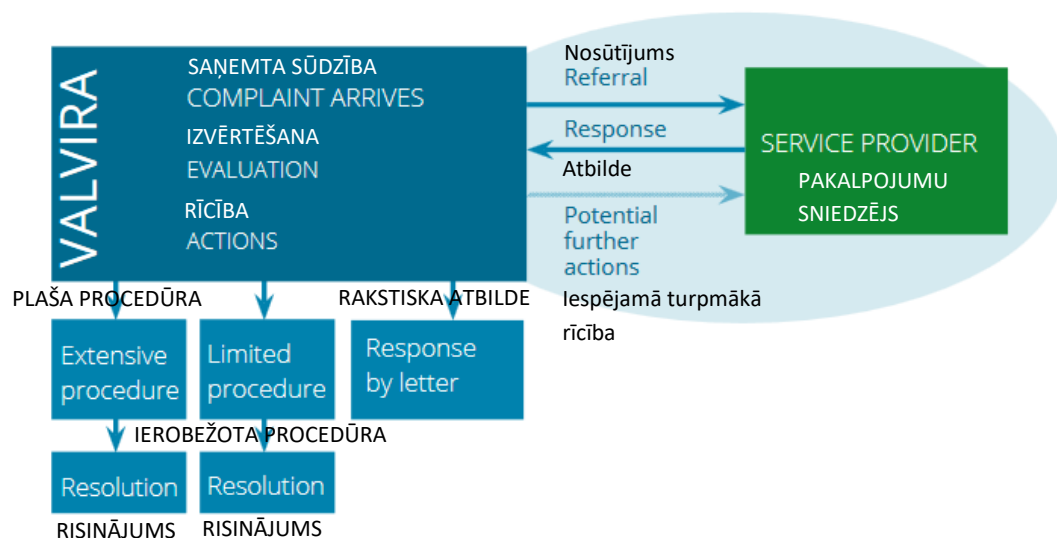 VALVIRA
SAŅEMTA SŪDZĪBA
COMPLAINT ARRIVES
IZVĒRTĒŠANA
EVALUATION
RĪCĪBA
ACTIONS
Nosūtījums
Referral
Response
Atbilde
Potential
further
actions
Iespējamā turpmākā
rīcība
SERVICE PROVIDER
PAKALPOJUMU
SNIEDZĒJS
PLAŠA PROCEDŪRA
RAKSTISKA ATBILDE
Extensive
procedure
Limited
procedure
Response
by letter
IEROBEŽOTA PROCEDŪRA
Resolution
Resolution
RISINĀJUMS
RISINĀJUMS